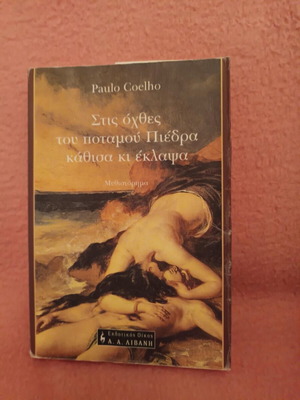 Paulo Coelho
Στις όχθες
του ποταμού Πιέδρα
κάθισα κι έκλαψα
Μυθιστόρημα
Εκδοτικός Οίκος
Α. Α. ΛΙΒΑΝΗ